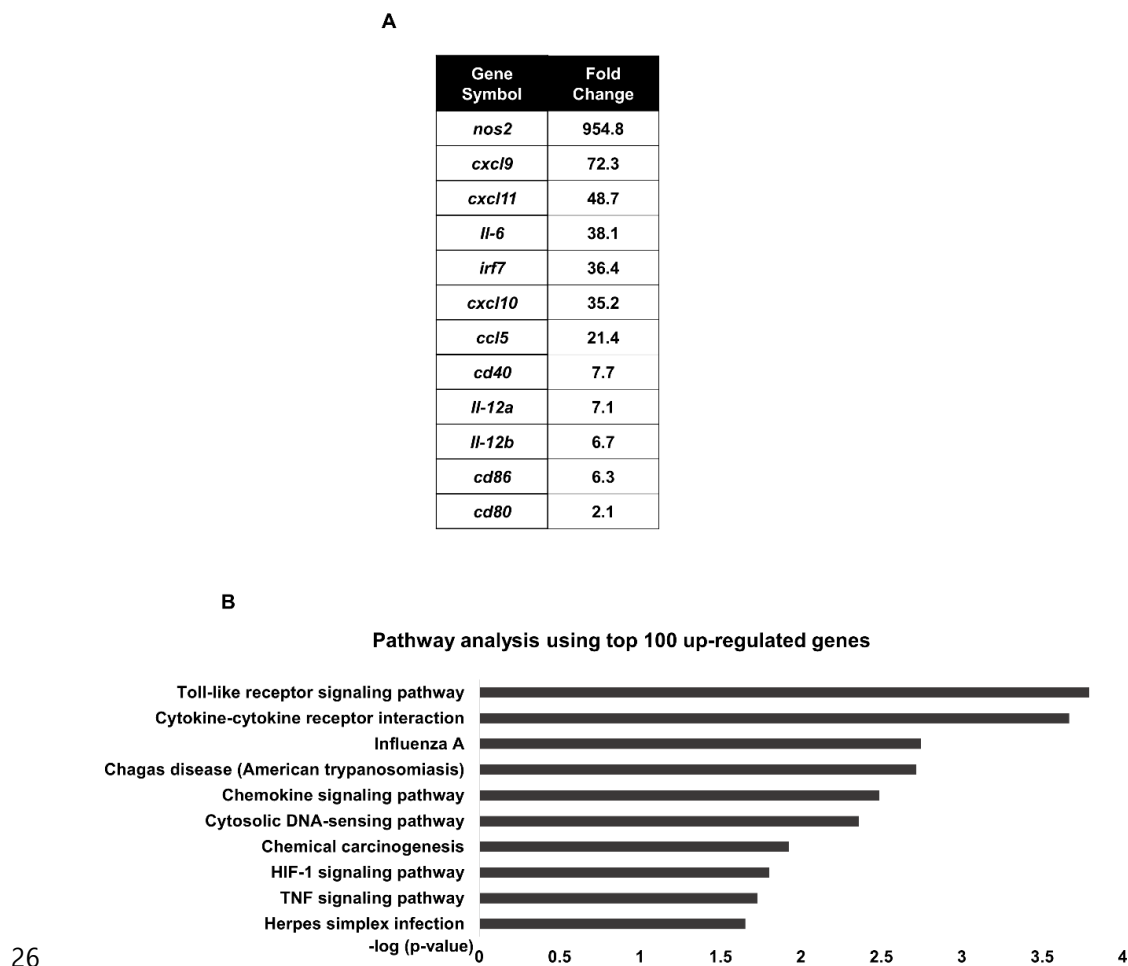 A
Gene Symbol Fold Change
nos2 954.8
cxcl9 72.3
cxcl11 48.7
Il-6 38.1
irf7 36.4
cxcl10 35.2
ccl5 21.4
cd40 7.7
Il-12a 7.1
Il-12b 6.7
cd86 6.3
cd80 2.1
B
Pathway analysis using top 100 up-regulated genes
Toll-like receptor signaling pathway
Cytokine-cytokine receptor interaction
Influenza A
Chagas disease (American trypanosomiasis)
Chemokine signaling pathway
Cytosolic DNA-sensing pathway
Chemical carcinogenesis
HIF-1 signaling pathway
TNF signaling pathway
Herpes simplex infection
-log (p-value) 0 0.5 1 1.5 2 2.5 3 3.5 4
26